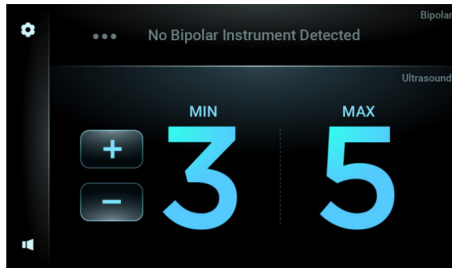 Bipolar
••• No Bipolar Instrument Detected
Ultrasound
MIN MAX
+ 3 5
−